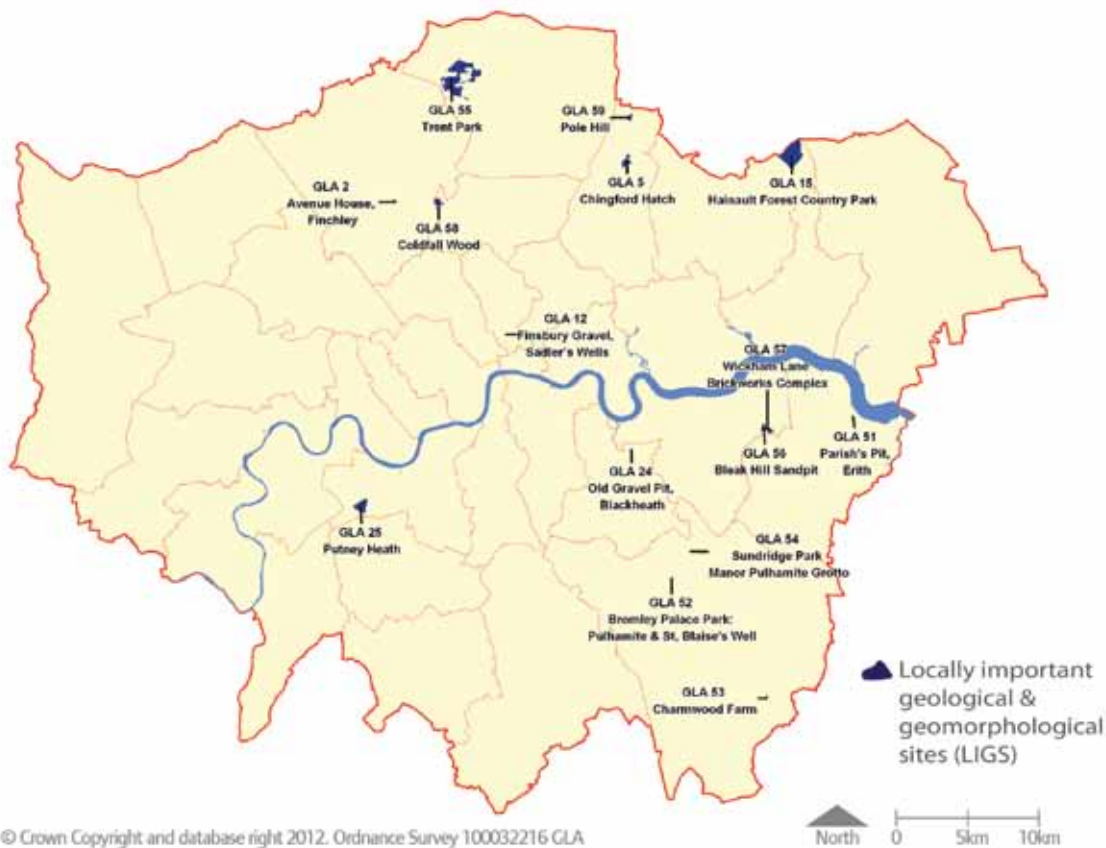 GLA 55
Trent Park
GLA 59
Pole Hill
GLA 2
Avenue House,
Finchley
GLA 58
Coldfall Wood
GLA 5
Chingford Hatch
GLA 15
Hainault Forest Country Park
GLA 12
Finsbury Gravel,
Sadler's Wells
GLA 57
Wickham Lane
Brickworks Complex
GLA 51
Parish's Pit,
Erith
GLA 56
Bleak Hill Sandpit
GLA 24
Old Gravel Pit,
Blackheath
GLA 25
Putney Heath
GLA 54
Sundridge Park
Manor Pulhamite Grotto
GLA 52
Bromley Palace Park:
Pulhamite & St, Blaise's Well
GLA 53
Charmwood Farm
Locally important
geological &
geomorphological
sites (LIGS)
© Crown Copyright and database right 2012. Ordnance Survey 100032216 GLA
North 0 5km 10km